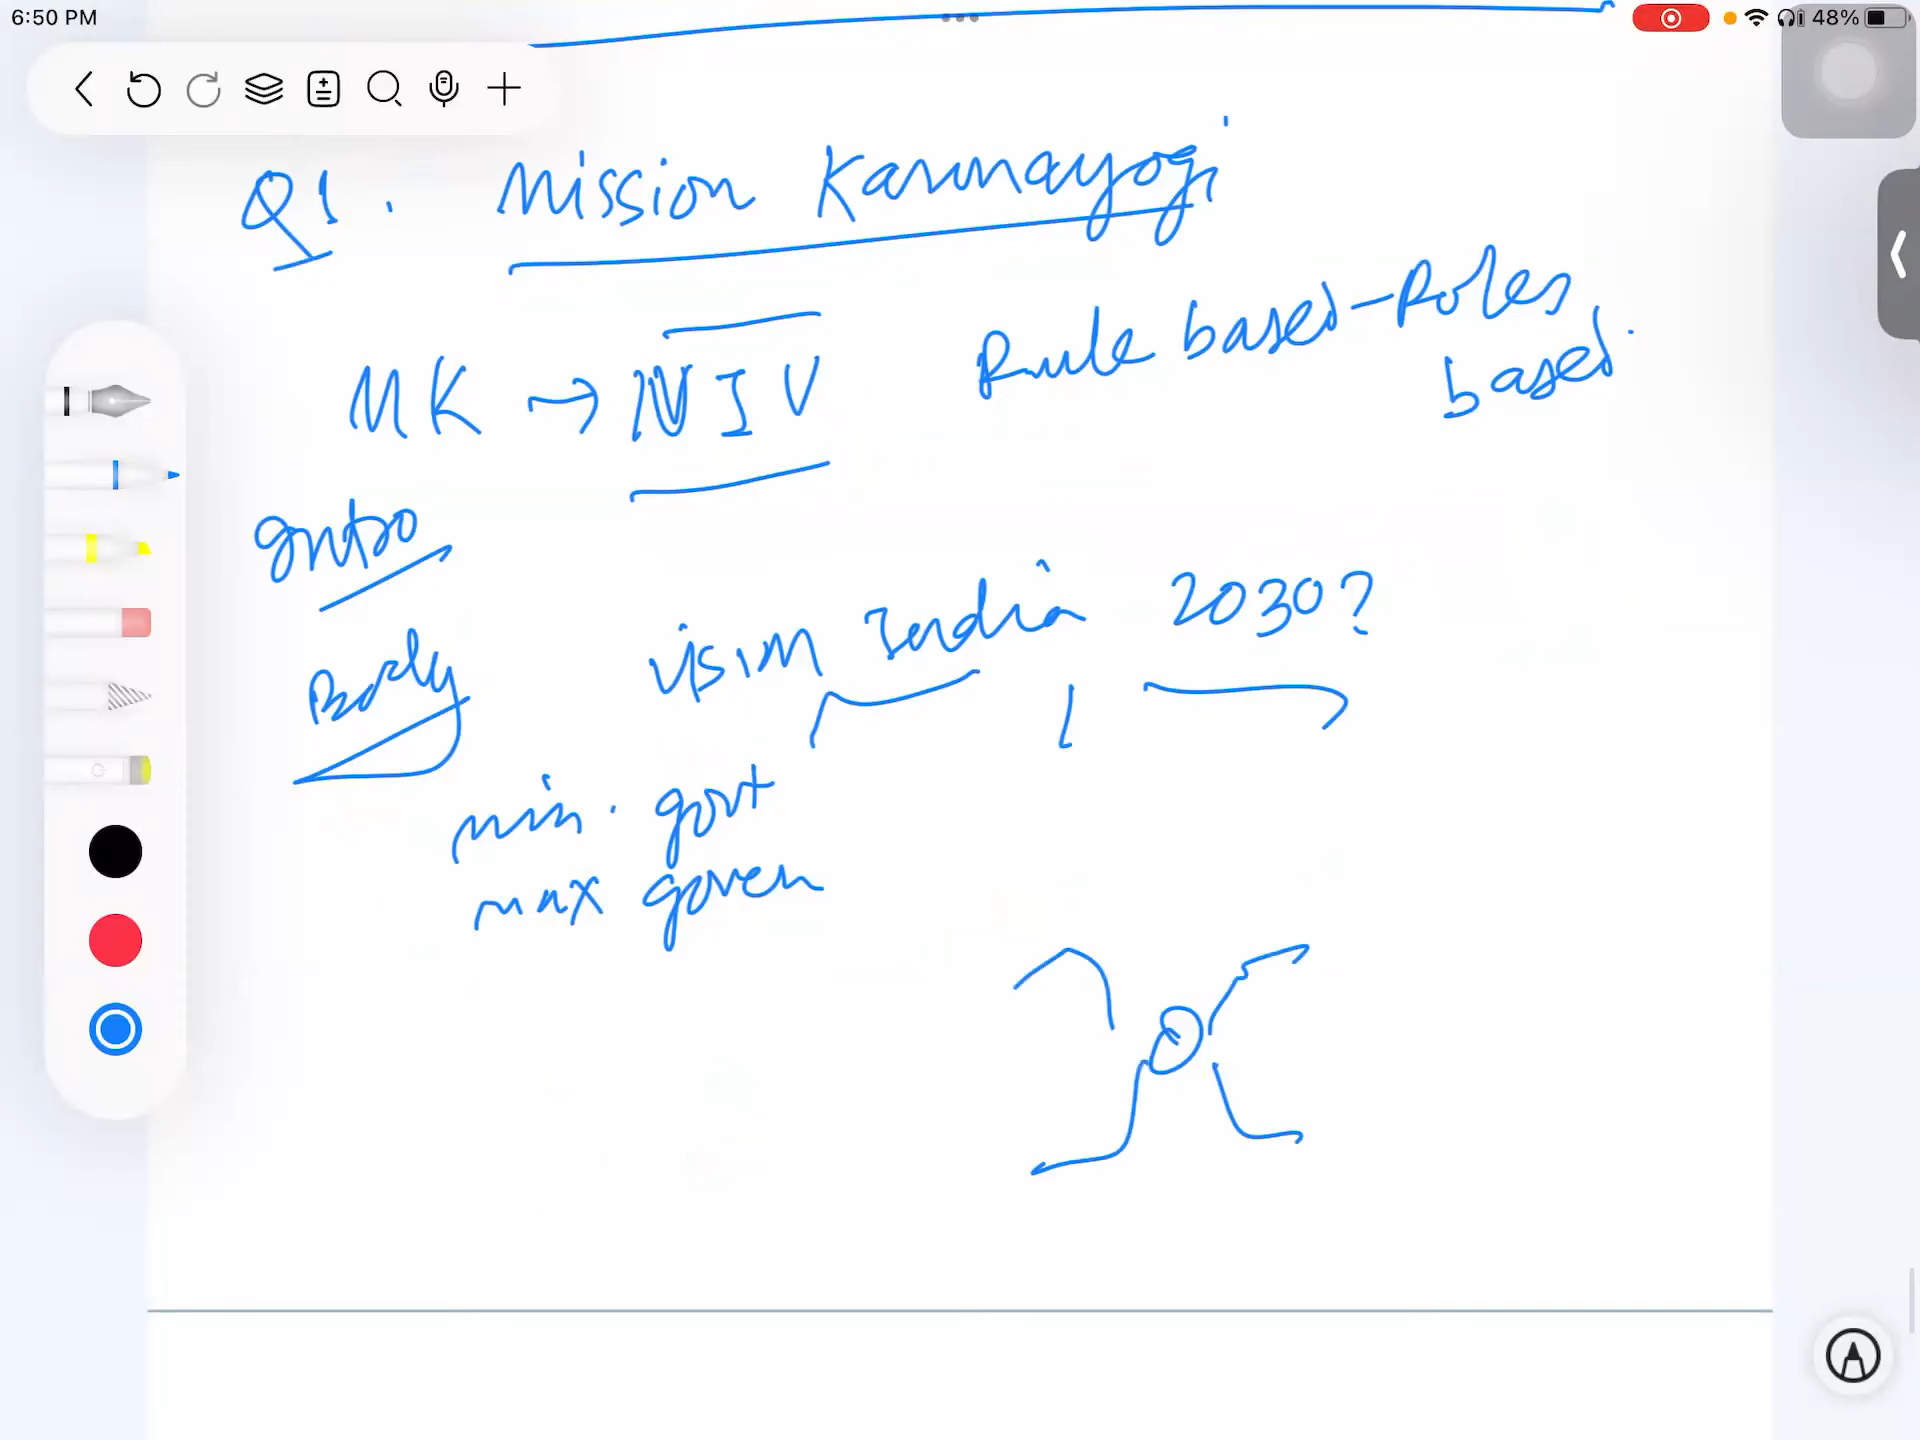 6:50 PM
48%
Q1. Mission Karmayogi
MK → NIV
Rule based-Roles
based.
Intro
Body
Vision India 2030?
min. govt
max govern